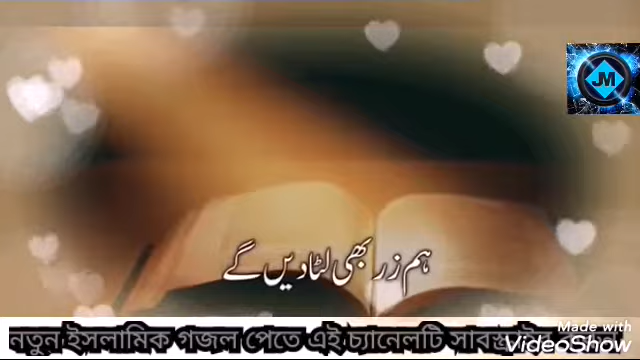 JM
ہم زر بھی لٹا دیں گے
নতুন ইসলামিক গজল পেতে এই চ্যানেলটি
Made with
VideoShow